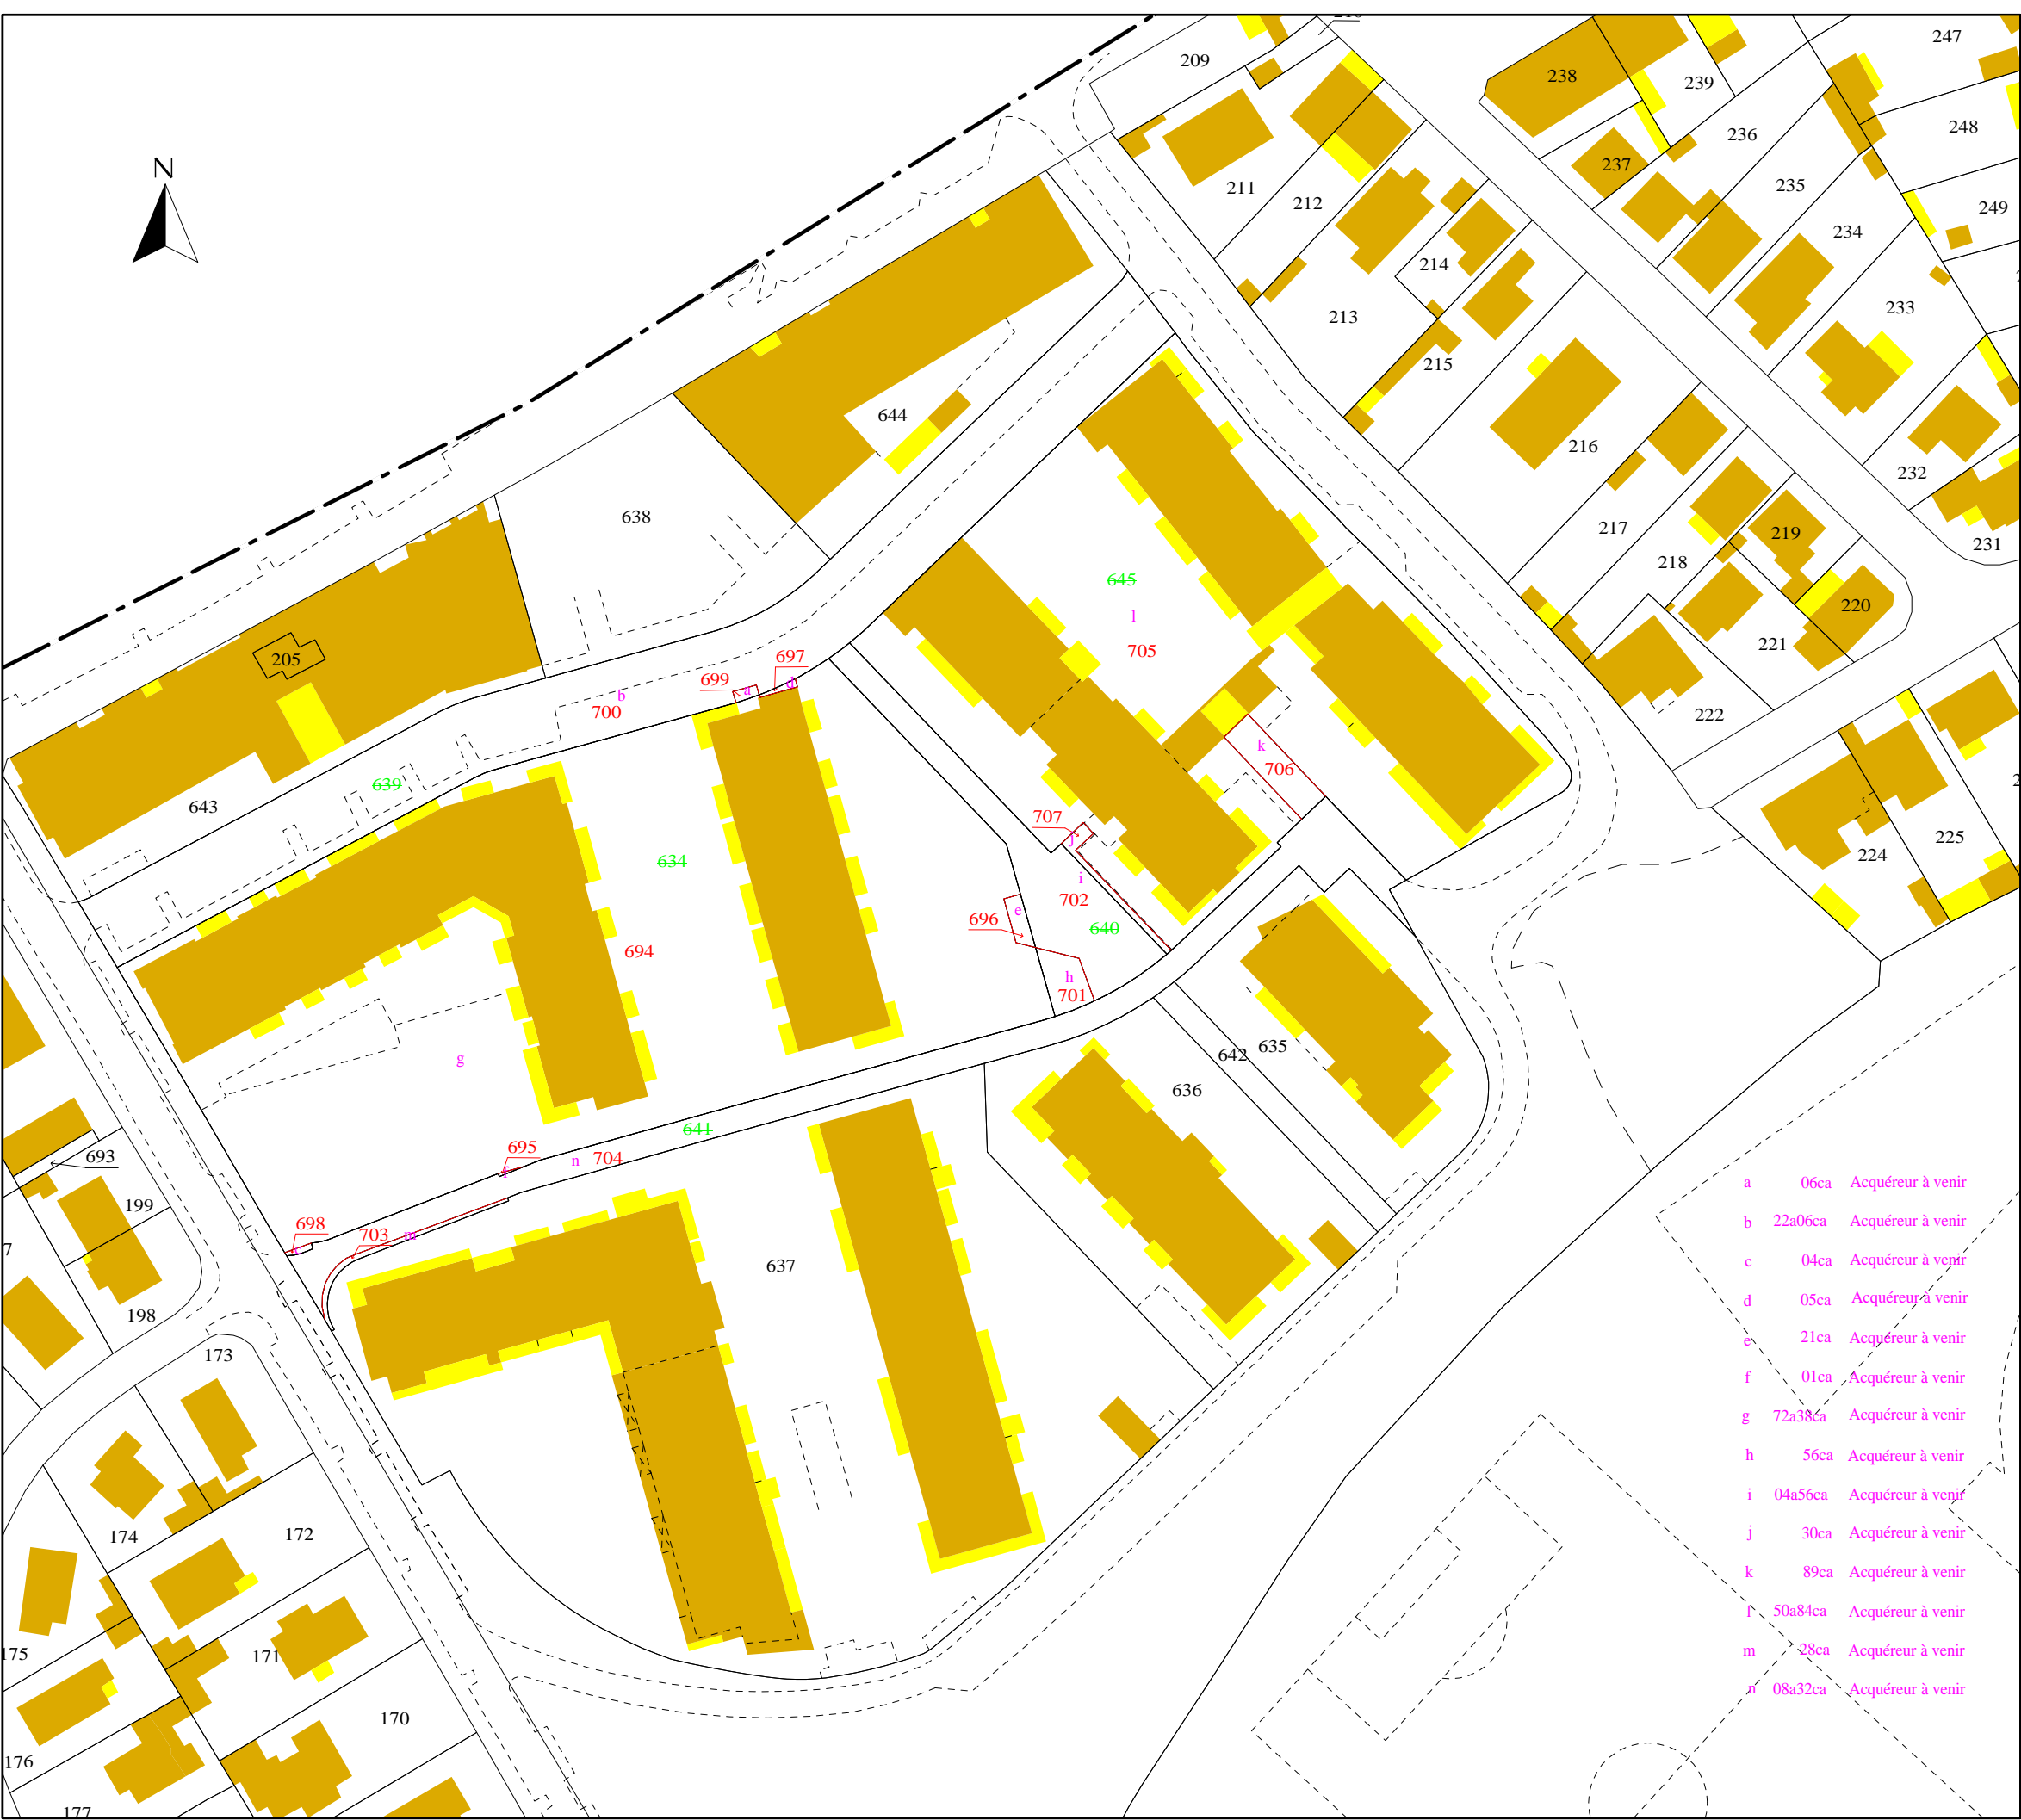 N
209
238
239
247
236
248
237
211
212
235
249
234
214
213
233
215
644
216
232
638
217
219
231
218
645
l
705
220
221
205
697
699
a
d
b
700
222
k
706
639
643
707
j
634
224
225
i
702
e
696
640
694
h
701
g
642
635
636
641
695
f
n
704
693
199
698
c
703
m
637
198
173
a 06ca Acquéreur à venir
b 22a06ca Acquéreur à venir
c 04ca Acquéreur à venir
d 05ca Acquéreur à venir
e 21ca Acquéreur à venir
f 01ca Acquéreur à venir
g 72a38ca Acquéreur à venir
h 56ca Acquéreur à venir
i 04a56ca Acquéreur à venir
j 30ca Acquéreur à venir
k 89ca Acquéreur à venir
l 50a84ca Acquéreur à venir
m 28ca Acquéreur à venir
n 08a32ca Acquéreur à venir
174
172
175
171
170
176
177